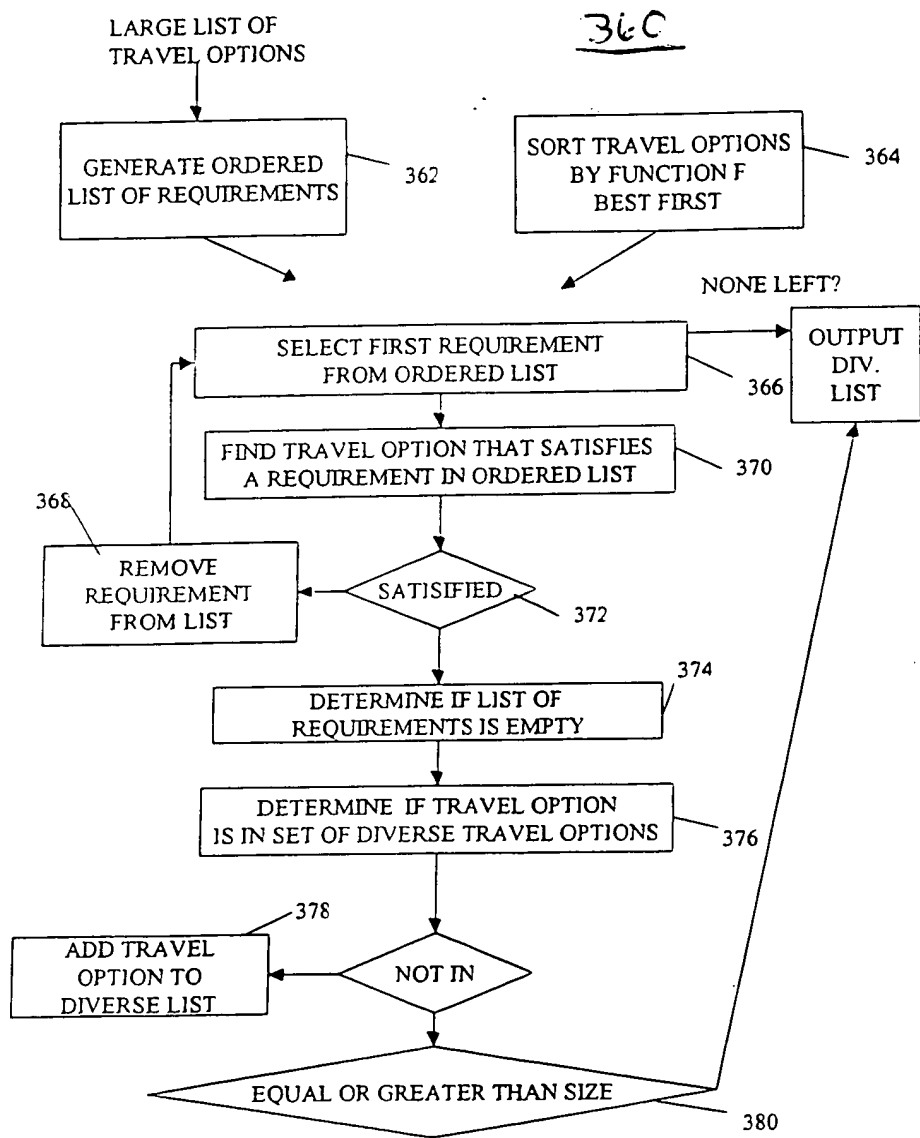 LARGE LIST OF
TRAVEL OPTIONS
360
GENERATE ORDERED
LIST OF REQUIREMENTS
362
SORT TRAVEL OPTIONS
BY FUNCTION F
BEST FIRST
364
NONE LEFT?
SELECT FIRST REQUIREMENT
FROM ORDERED LIST
366
OUTPUT
DIV.
LIST
FIND TRAVEL OPTION THAT SATISFIES
A REQUIREMENT IN ORDERED LIST
370
368
REMOVE
REQUIREMENT
FROM LIST
SATISIFIED
372
374
DETERMINE IF LIST OF
REQUIREMENTS IS EMPTY
DETERMINE IF TRAVEL OPTION
IS IN SET OF DIVERSE TRAVEL OPTIONS
376
378
ADD TRAVEL
OPTION TO
DIVERSE LIST
NOT IN
EQUAL OR GREATER THAN SIZE
380